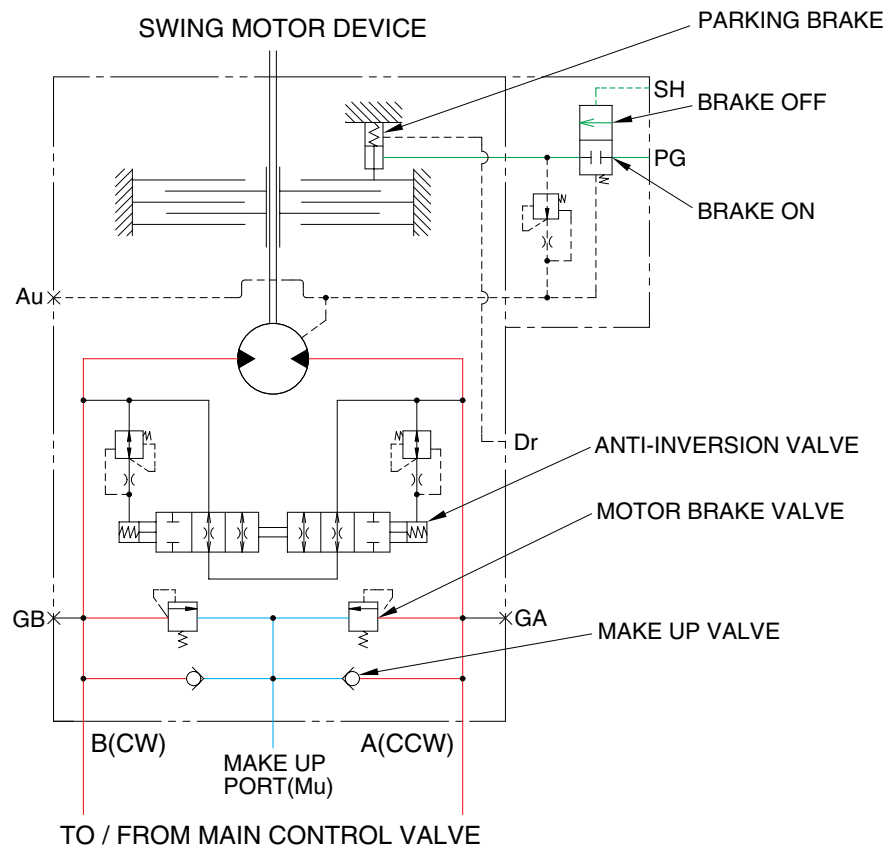 SWING MOTOR DEVICE
PARKING BRAKE
SH
BRAKE OFF
PG
BRAKE ON
Au
Dr
ANTI-INVERSION VALVE
MOTOR BRAKE VALVE
GB
GA
MAKE UP VALVE
B(CW)
A(CCW)
MAKE UP
PORT(Mu)
TO / FROM MAIN CONTROL VALVE